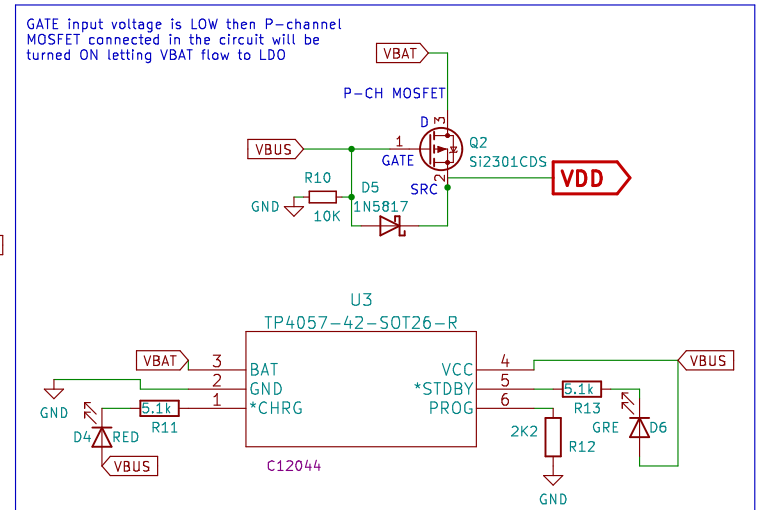 GATE input voltage is LOW then P-channel
MOSFET connected in the circuit will be
turned ON letting VBAT flow to LDO
VBAT
P-CH MOSFET
D 3
VBUS
1
Q2
GATE
Si2301CDS
2
VDD
R10
D5
SRC
GND
10K
1N5817
U3
TP4057-42-SOT26-R
VBAT
3
BAT
VCC
4
VBUS
2
GND
*STDBY
5
5.1k
GND
5.1k
1
*CHRG
PROG
6
R13
R11
D4
RED
2K2
R12
GRE
D6
VBUS
C12044
GND